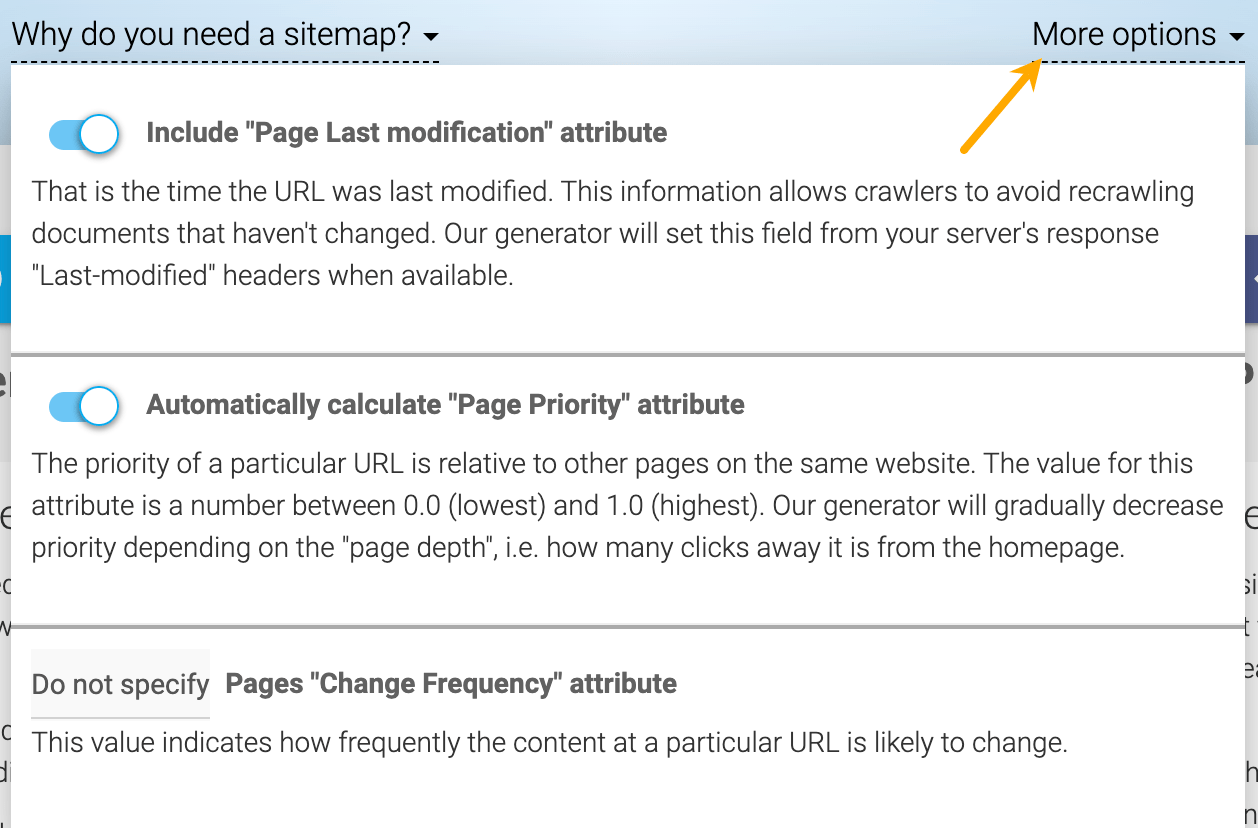 Why do you need a sitemap?
More options
Include "Page Last modification" attribute
That is the time the URL was last modified. This information allows crawlers to avoid recrawling
documents that haven't changed. Our generator will set this field from your server's response
"Last-modified" headers when available.
Automatically calculate "Page Priority" attribute
The priority of a particular URL is relative to other pages on the same website. The value for this
attribute is a number between 0.0 (lowest) and 1.0 (highest). Our generator will gradually decrease
priority depending on the "page depth", i.e. how many clicks away it is from the homepage.
Do not specify Pages "Change Frequency" attribute
This value indicates how frequently the content at a particular URL is likely to change.